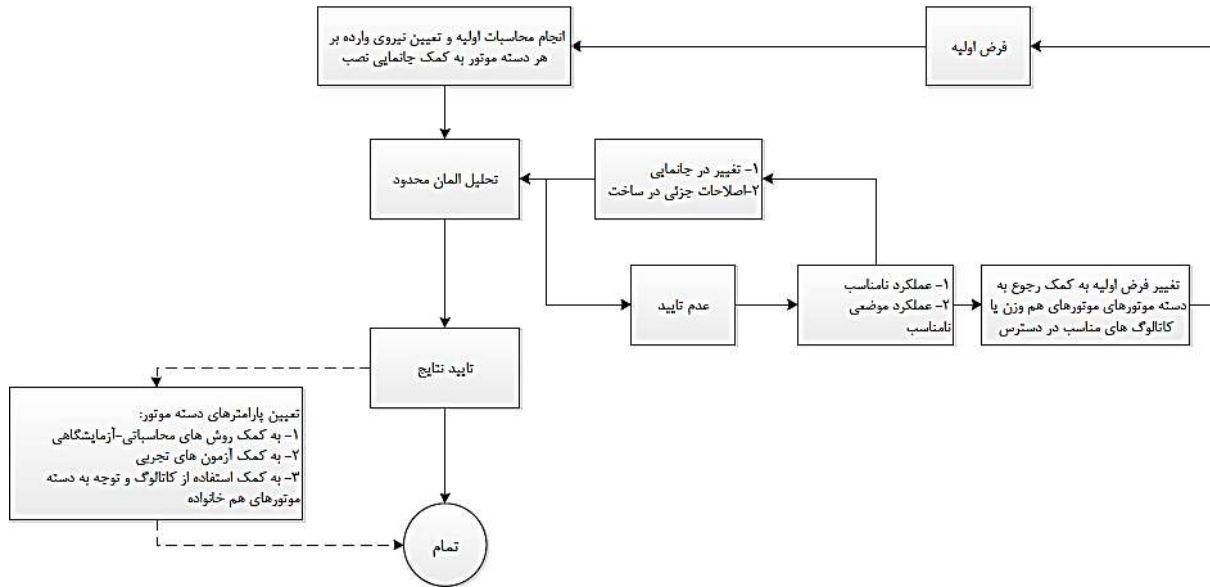 فرض اولیه
انجام محاسبات اولیه و تعیین نیروی وارده بر
هر دسته موتور به کمک جانمایی نصب
تحلیل المان محدود
۱- تغییر در جانمایی
۲-اصلاحات جزئی در ساخت
عدم تایید
۱- عملکرد نامناسب
۲- عملکرد موضعی
نامناسب
تغییر فرض اولیه به کمک رجوع به
دسته موتورهای موتورهای هم وزن یا
کاتالوگ های مناسب در دسترس
تایید نتایج
تعیین پارامترهای دسته موتور:
۱- به کمک روش های محاسباتی-آزمایشگاهی
۲- به کمک آزمون های تجربی
۳- به کمک استفاده از کاتالوگ و توجه به دسته
موتورهای هم خانواده
تمام